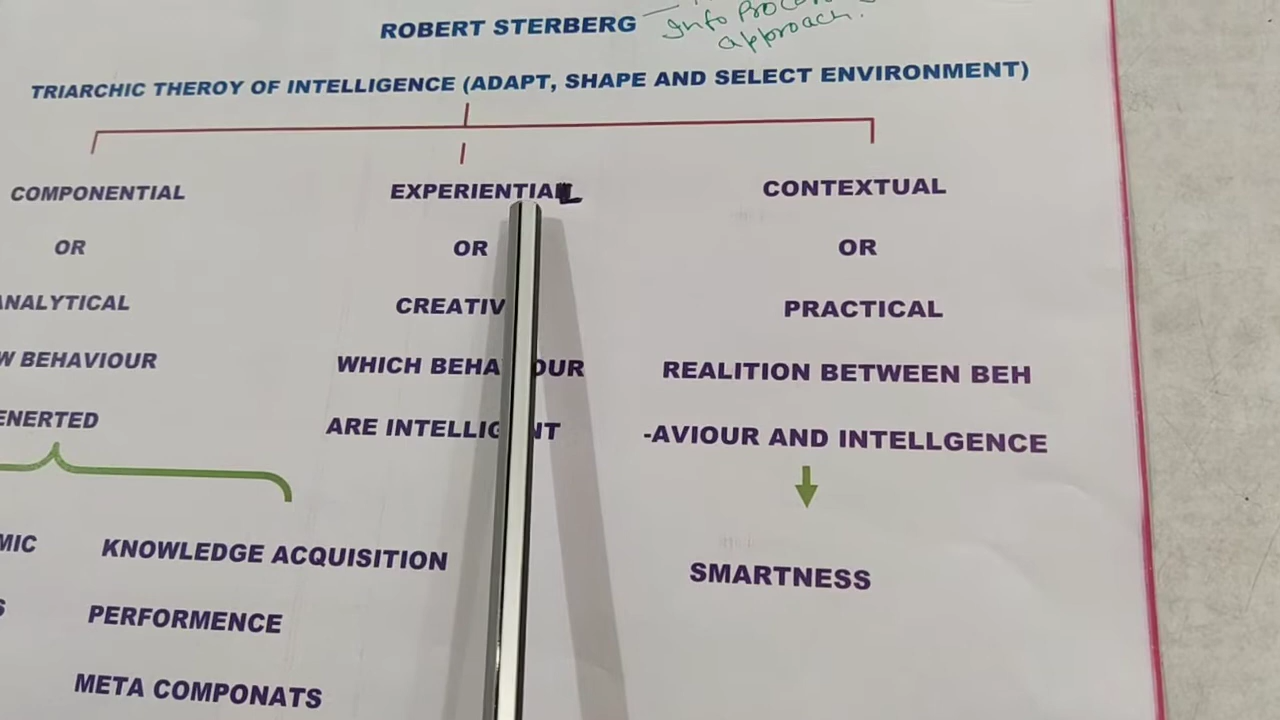 ROBERT STERBERG
Info
approach.
TRIARCHIC THEROY OF INTELLIGENCE (ADAPT, SHAPE AND SELECT ENVIRONMENT)
COMPONENTIAL EXPERIENTIAL CONTEXTUAL
OR OR OR
ANALYTICAL CREATIV PRACTICAL
W BEHAVIOUR WHICH BEHA OUR REALITION BETWEEN BEH
ENERTED ARE INTELLIG NT -AVIOUR AND INTELLGENCE
MIC KNOWLEDGE ACQUISITION SMARTNESS
S PERFORMENCE
META COMPONATS